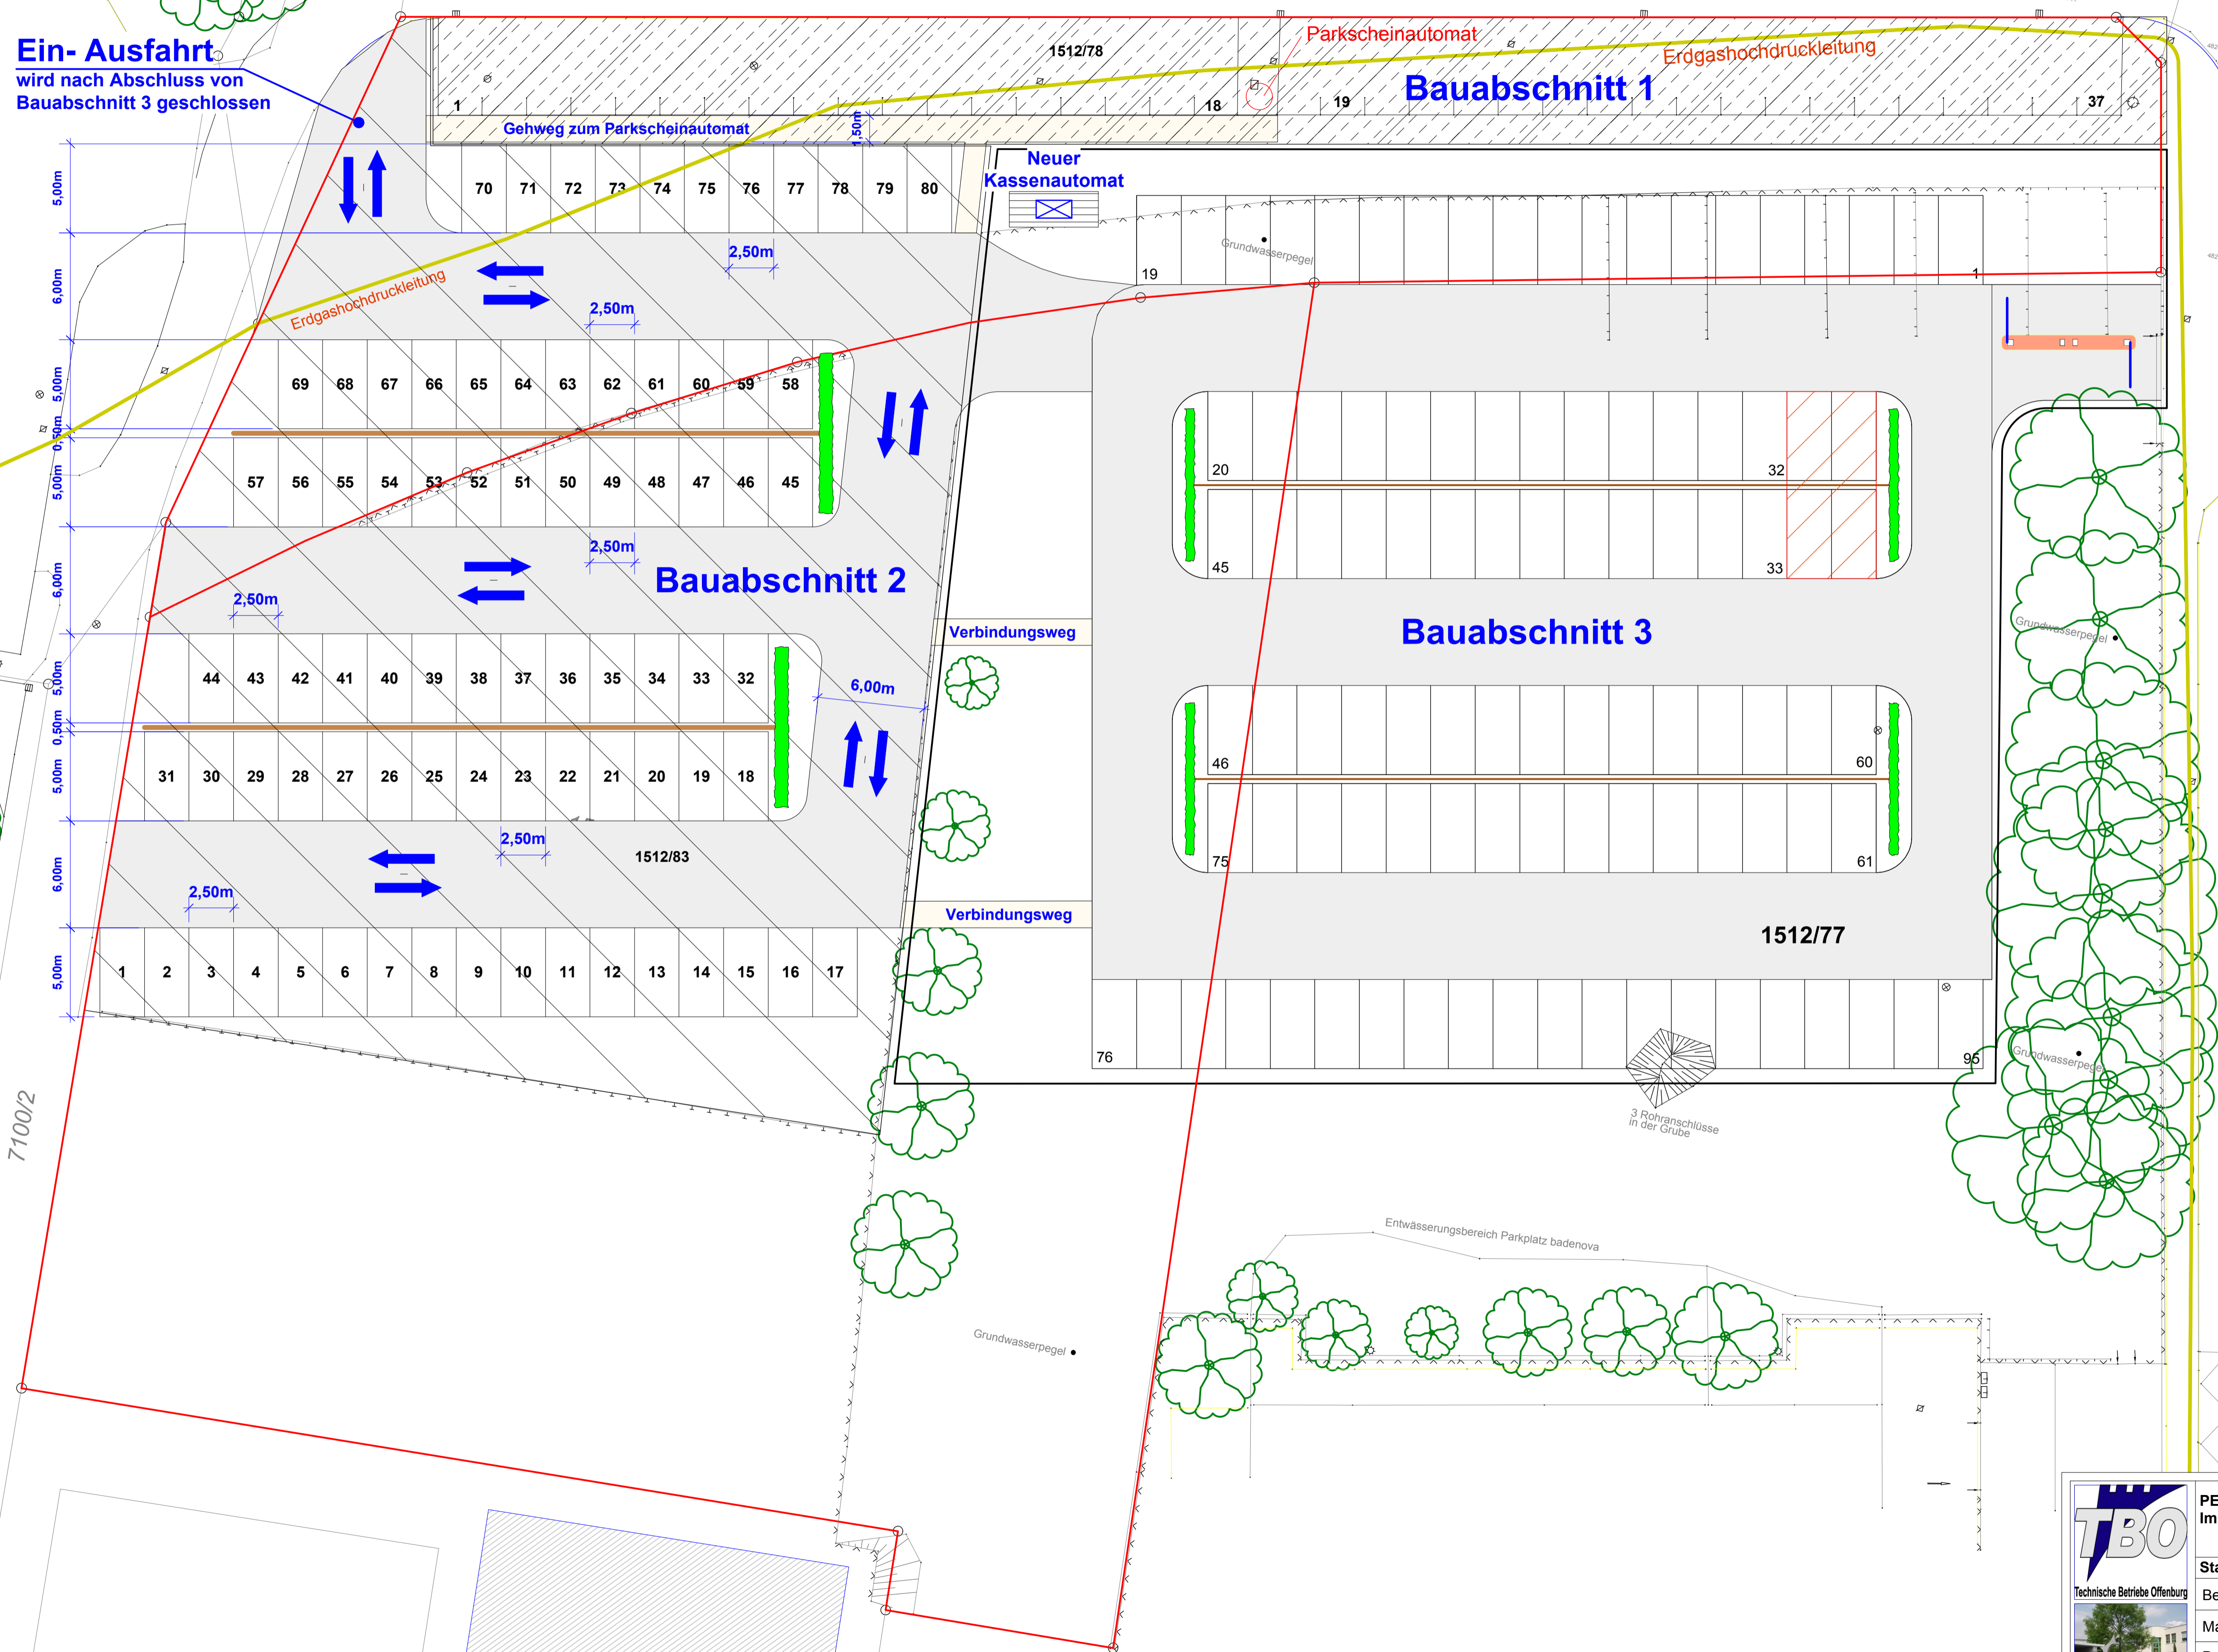 Ein- Ausfahrt
wird nach Abschluss von
Bauabschnitt 3 geschlossen
1512/78
Parkscheinautomat
Erdgashochdruckleitung
Bauabschnitt 1
1
18
19
37
Gehweg zum Parkscheinautomat
1,50m
Neuer
Kassenautomat
5,00m
70 71 72 73 74 75 76 77 78 79 80
2,50m
Grundwasserpegel
19
1
6,00m
Erdgashochdruckleitung
2,50m
5,00m
69 68 67 66 65 64 63 62 61 60 59 58
0,50m
5,00m
57 56 55 54 53 52 51 50 49 48 47 46 45
20
32
45
33
2,50m
6,00m
Bauabschnitt 2
2,50m
Verbindungsweg
Bauabschnitt 3
Grundwasserpegel
5,00m
44 43 42 41 40 39 38 37 36 35 34 33 32
6,00m
0,50m
5,00m
31 30 29 28 27 26 25 24 23 22 21 20 19 18
46
60
75
61
2,50m
1512/83
6,00m
2,50m
Verbindungsweg
1512/77
5,00m
1 2 3 4 5 6 7 8 9 10 11 12 13 14 15 16 17
76
95
Grundwasserpegel
3 Rohranschlüsse
in der Grube
7100/2
Entwässerungsbereich Parkplatz badenova
Grundwasserpegel
TBO
Technische Betriebe Offenburg
PE
Im
Sta
Be
Ma